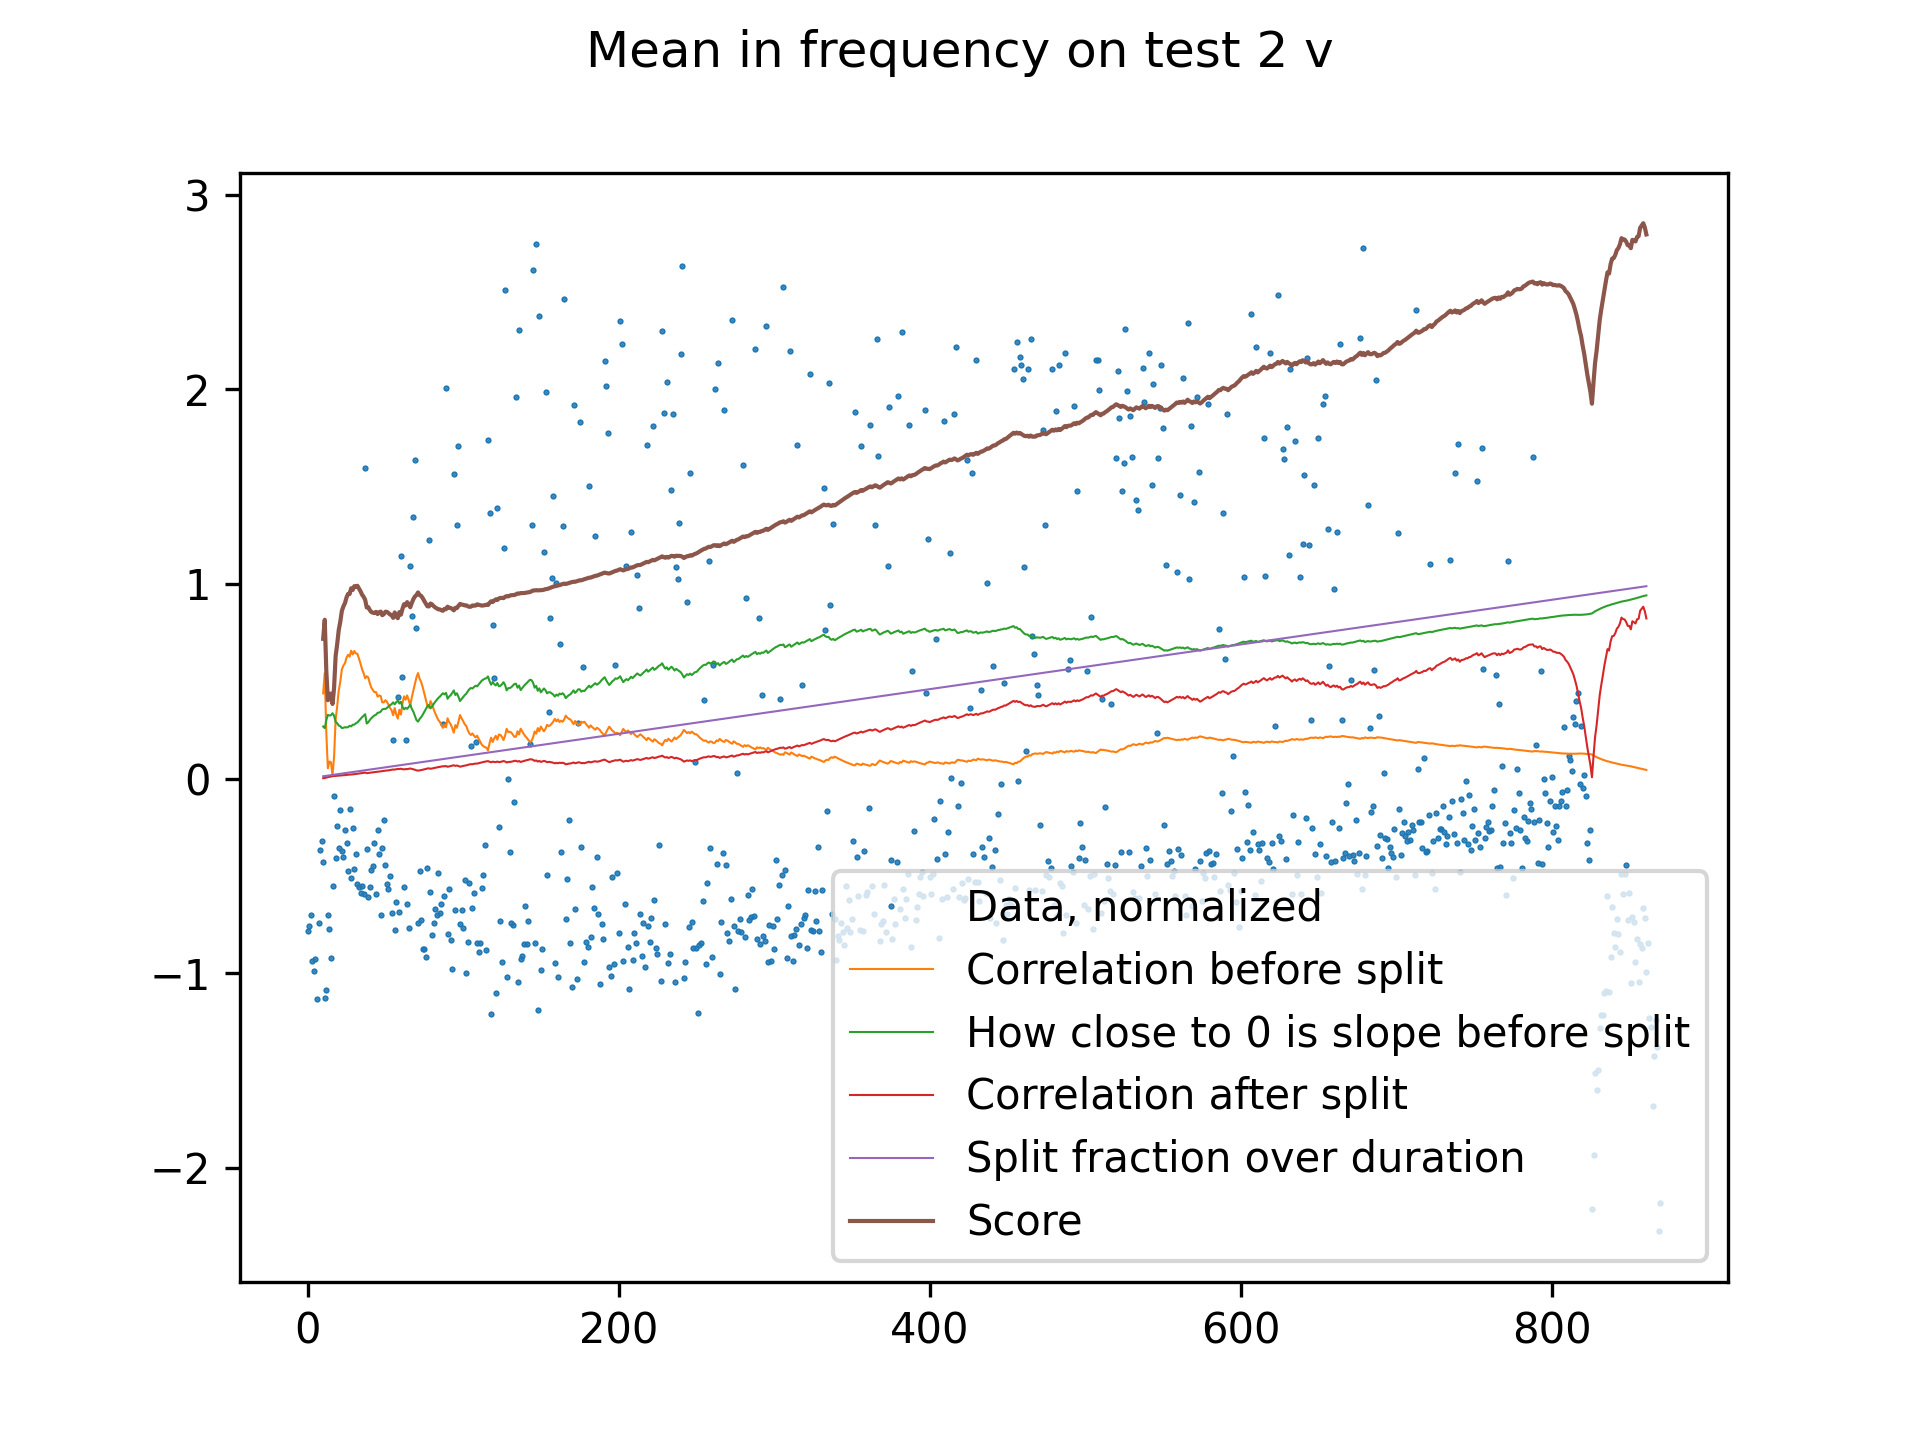 Mean in frequency on test 2 v
3
2
1
0
−1
−2
0 200 400 600 800
Data, normalized
Correlation before split
How close to 0 is slope before split
Correlation after split
Split fraction over duration
Score